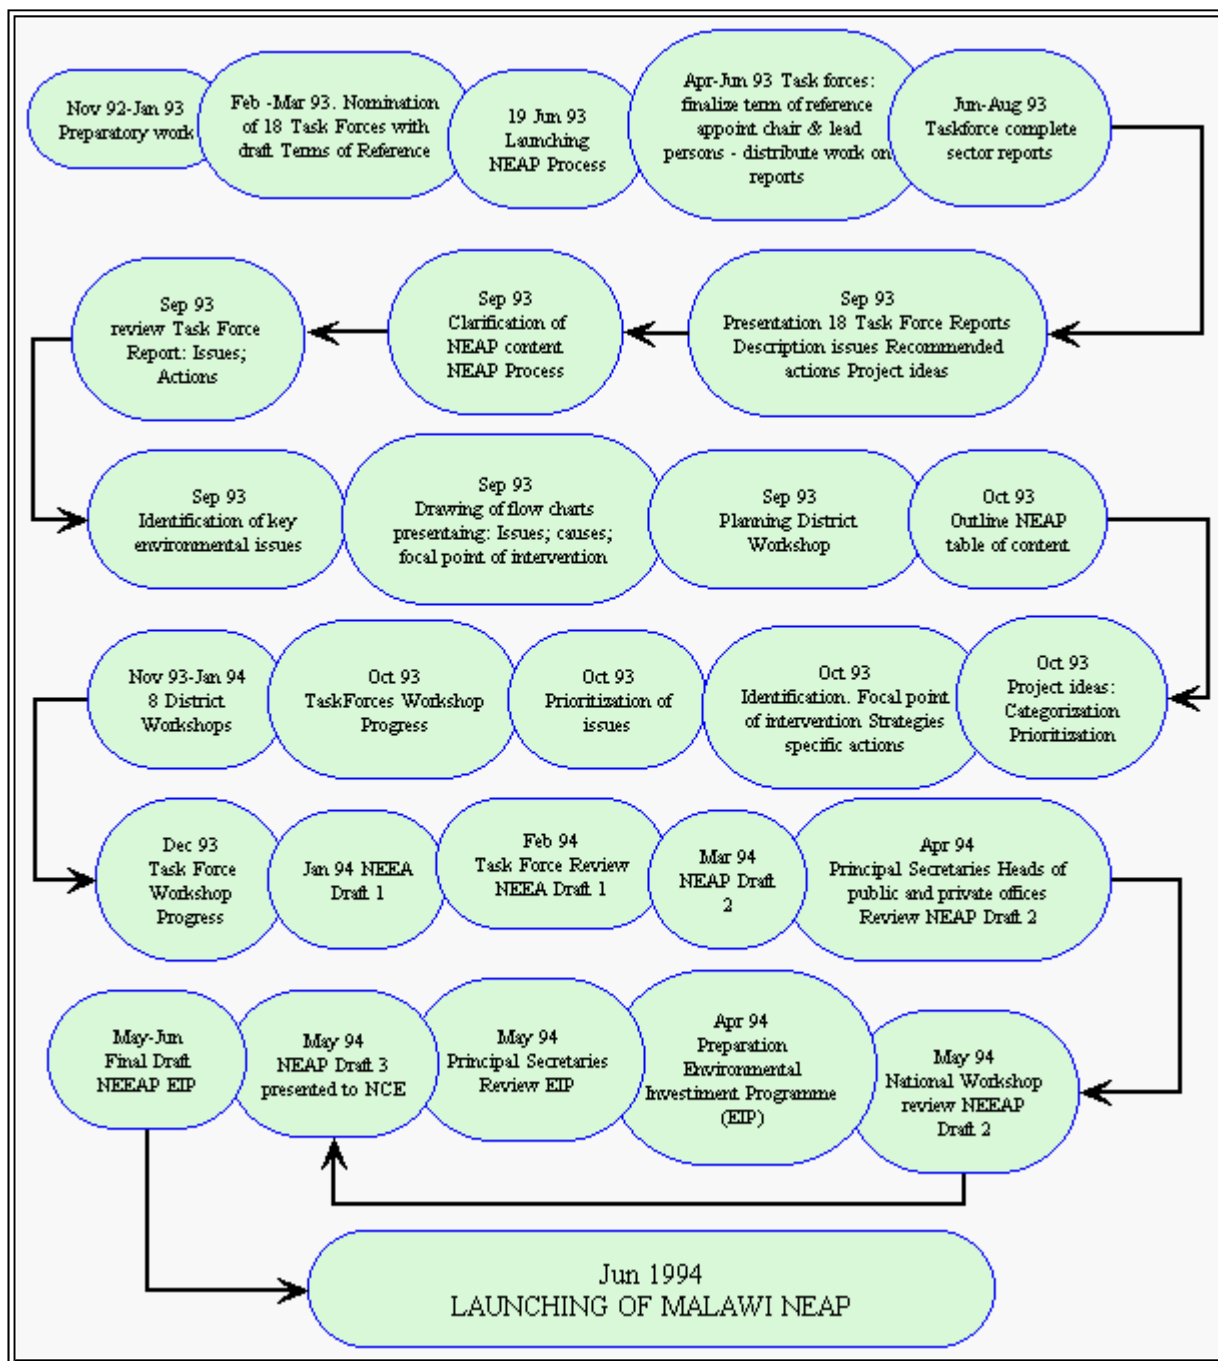 Nov 92-Jan 93
Preparatory work
Feb -Mar 93. Nomination
of 18 Task Forces with
draft Terms of Reference
19 Jun 93
Launching
NEAP Process
Apr-Jun 93 Task forces:
finalize term of reference
appoint chair & lead
persons - distribute work on
reports
Jun-Aug 93
Taskforce complete
sector reports
Sep 93
review Task Force
Report: Issues;
Actions
Sep 93
Clarification of
NEAP content
NEAP Process
Sep 93
Presentation 18 Task Force Reports
Description issues Recommended
actions Project ideas
Sep 93
Identification of key
environmental issues
Sep 93
Drawing of flow charts
presentaing: Issues; causes;
focal point of intervention
Sep 93
Planning District
Workshop
Oct 93
Outline NEAP
table of content
Nov 93-Jan 94
8 District
Workshops
Oct 93
TaskForces Workshop
Progress
Oct 93
Prioritization of
issues
Oct 93
Identification. Focal point
of intervention Strategies
specific actions
Oct 93
Project ideas:
Categorization
Prioritization
Dec 93
Task Force
Workshop
Progress
Jan 94 NEEA
Draft 1
Feb 94
Task Force Review
NEEA Draft 1
Mar 94
NEAP Draft
2
Apr 94
Principal Secretaries Heads of
public and private offices
Review NEAP Draft 2
May-Jun
Final Draft
NEEAP EIP
May 94
NEAP Draft 3
presented to NCE
May 94
Principal Secretaries
Review EIP
Apr 94
Preparation
Environmental
Investiment Programme
(EIP)
May 94
National Workshop
review NEEAP
Draft 2
Jun 1994
LAUNCHING OF MALAWI NEAP